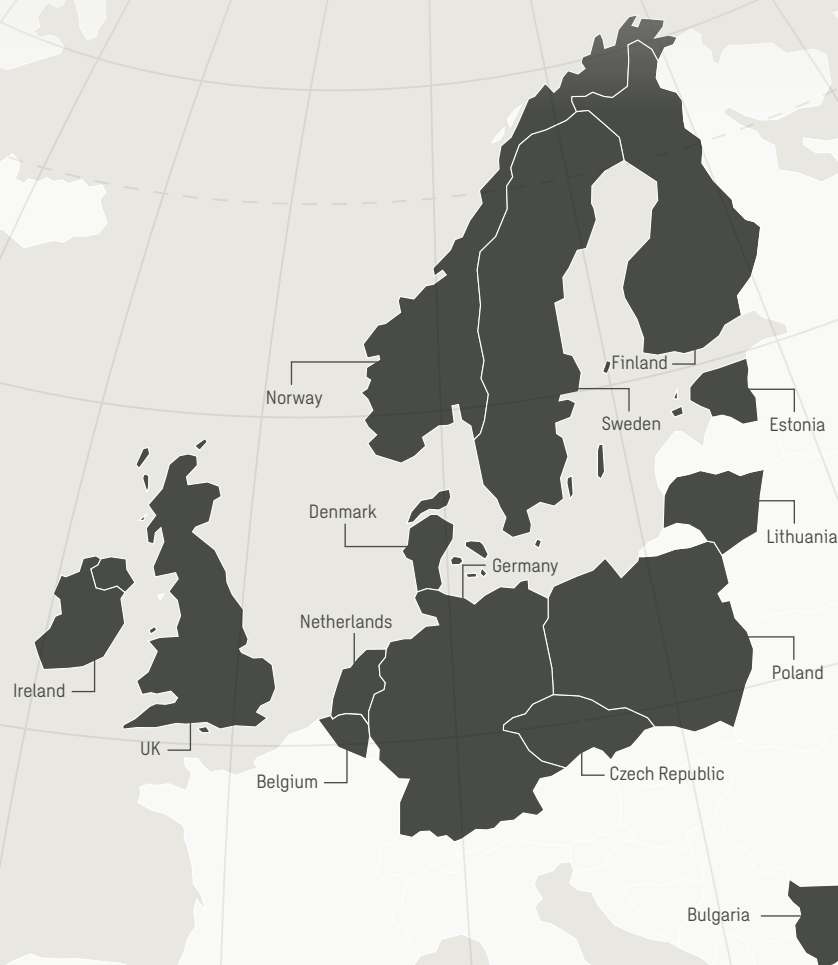 Finland
Norway
Sweden
Estonia
Denmark
Lithuania
Germany
Netherlands
Poland
Ireland
UK
Czech Republic
Belgium
Bulgaria